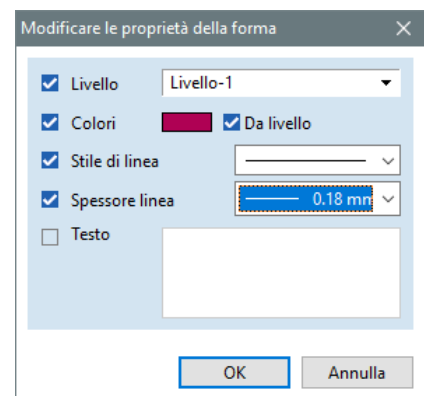 Modificare le proprietà della forma
Livello Livello-1
Colori Da livello
Stile di linea
Spessore linea 0.18 mm
Testo
OK Annulla